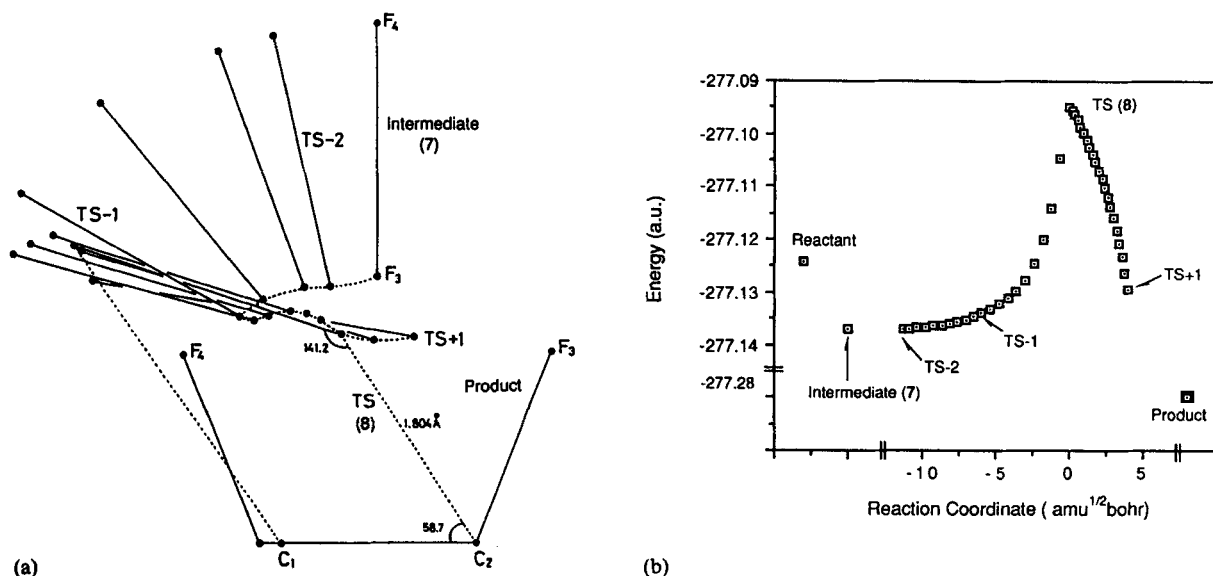 F4
Intermediate
(7)
TS-2
TS-1
F3
TS+1
141.2
F4
F3
Product
TS
(8)
1.804Å
58.7
C1
C2
(a)
Energy (a.u.)
-277.09
-277.10
-277.11
-277.12
-277.13
-277.14
-277.28
TS (8)
Reactant
TS+1
TS-1
TS-2
Intermediate (7)
Product
-10
-5
0
5
Reaction Coordinate ( amu1/2bohr)
(b)